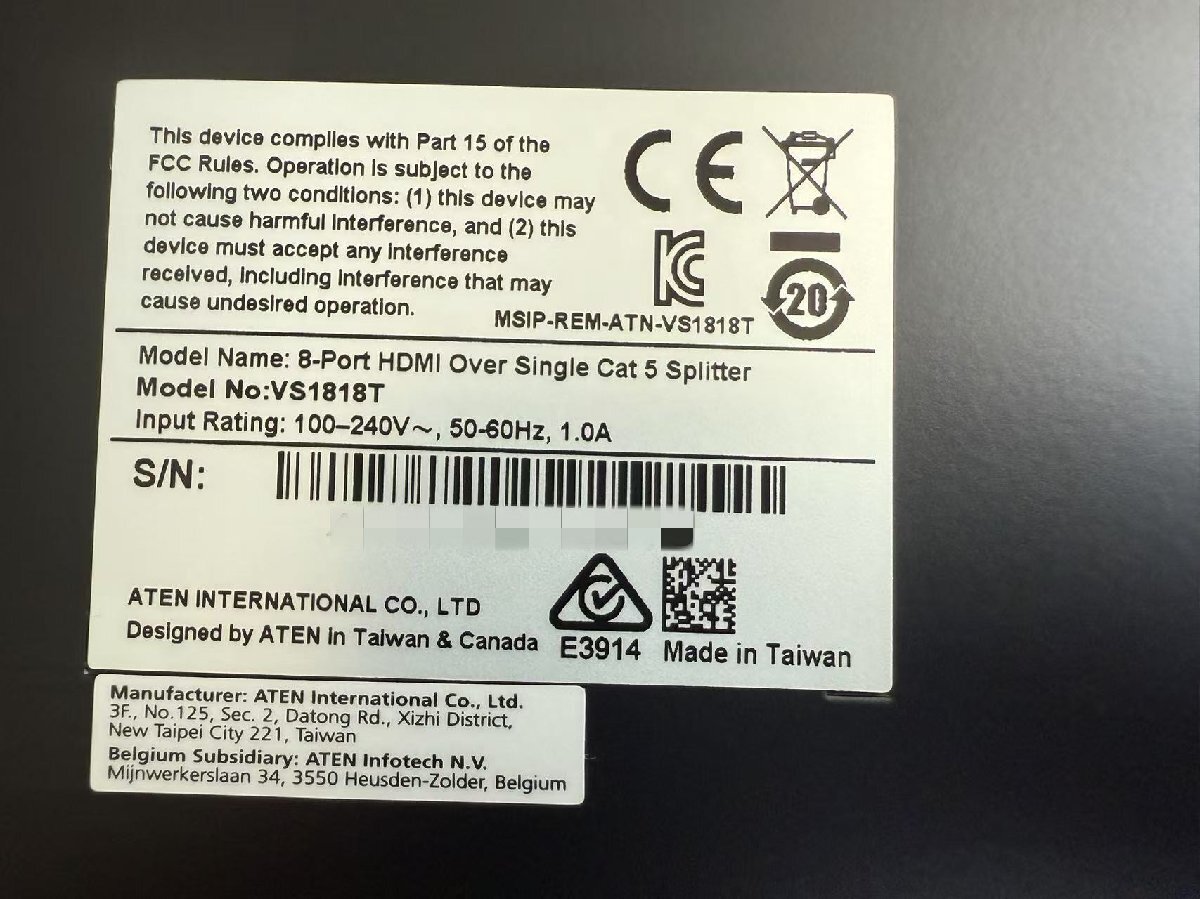 This device complies with Part 15 of the
FCC Rules. Operation is subject to the
following two conditions: (1) this device may
not cause harmful interference, and (2) this
device must accept any interference
received, including interference that may
cause undesired operation.
CE
KC
20
MSIP-REM-ATN-VS1818T
Model Name: 8-Port HDMI Over Single Cat 5 Splitter
Model No:VS1818T
Input Rating: 100–240V~, 50-60Hz, 1.0A
S/N:
ATEN INTERNATIONAL CO., LTD
Designed by ATEN in Taiwan & Canada
E3914
Made in Taiwan
Manufacturer: ATEN International Co., Ltd.
3F., No.125, Sec. 2, Datong Rd., Xizhi District,
New Taipei City 221, Taiwan
Belgium Subsidiary: ATEN Infotech N.V.
Mijnwerkerslaan 34, 3550 Heusden-Zolder, Belgium